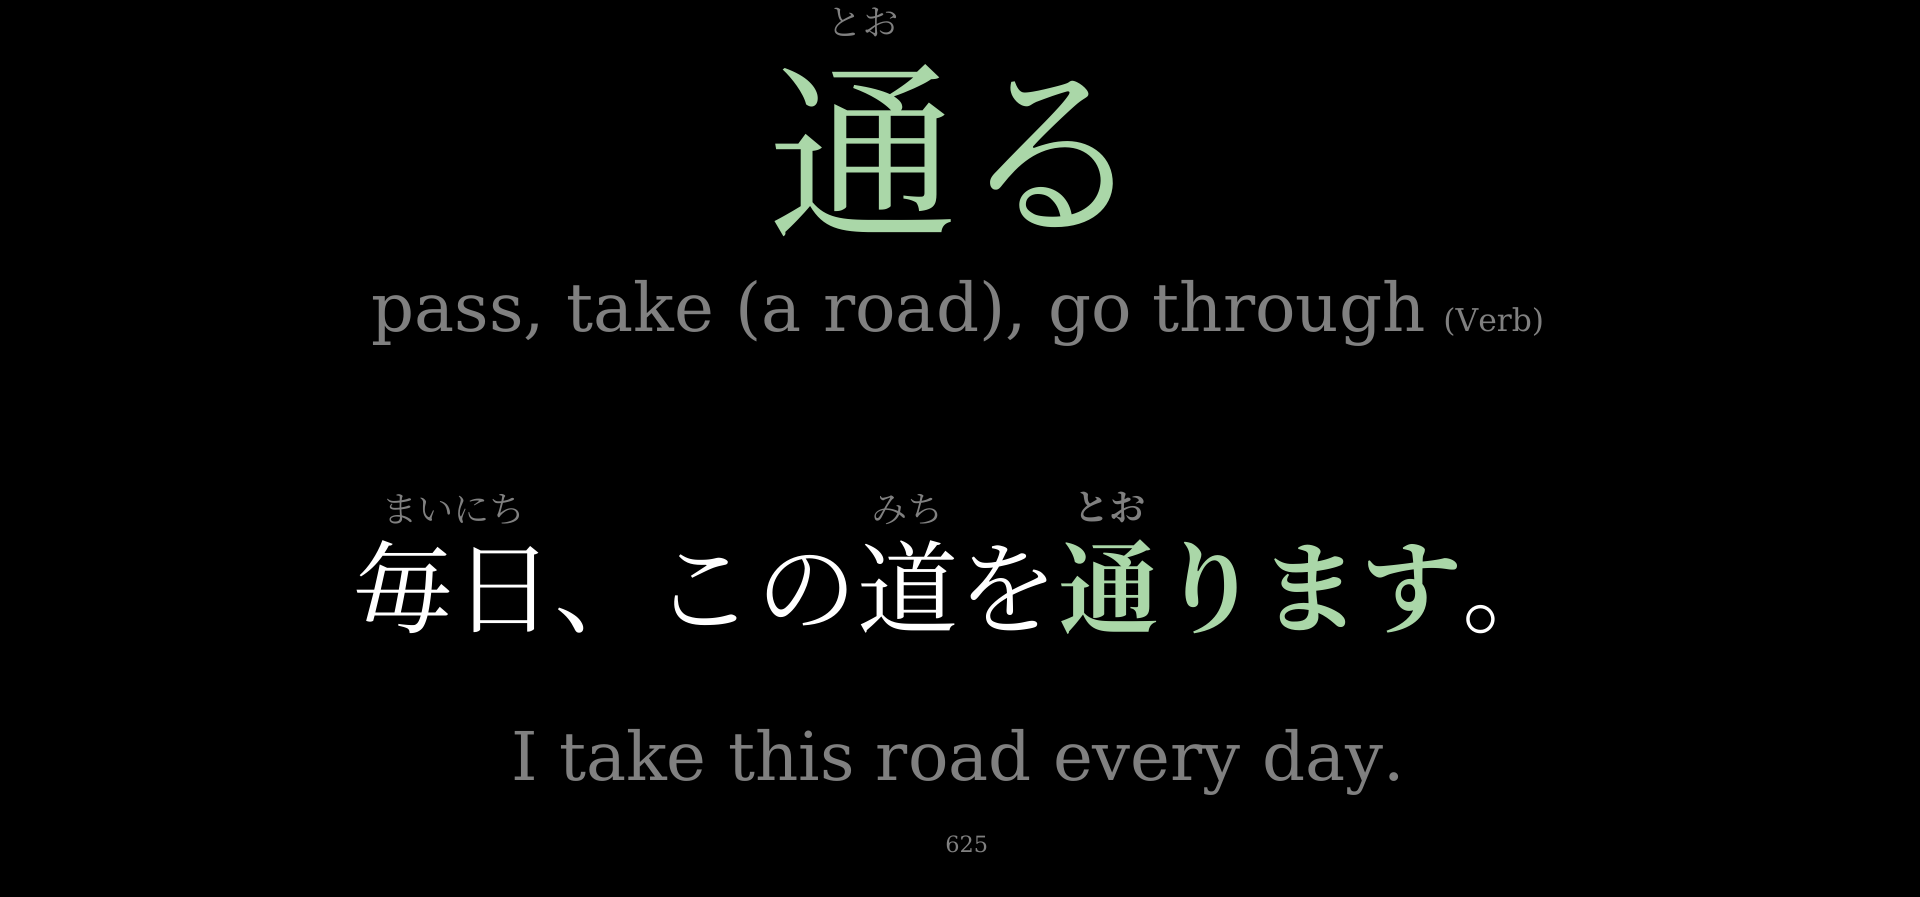 とお
通る
pass, take (a road), go through (Verb)
まいにち みち とお
毎日、この道を通ります。
I take this road every day.
625